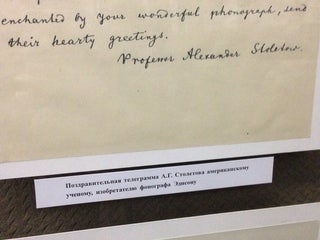 enchanted by your wonderful phonograph, send
their hearty greetings.
Professor Alexander Stoletow.
Поздравительная телеграмма А.Г. Столетова американскому
ученому, изобретателю фонографа Эдисону